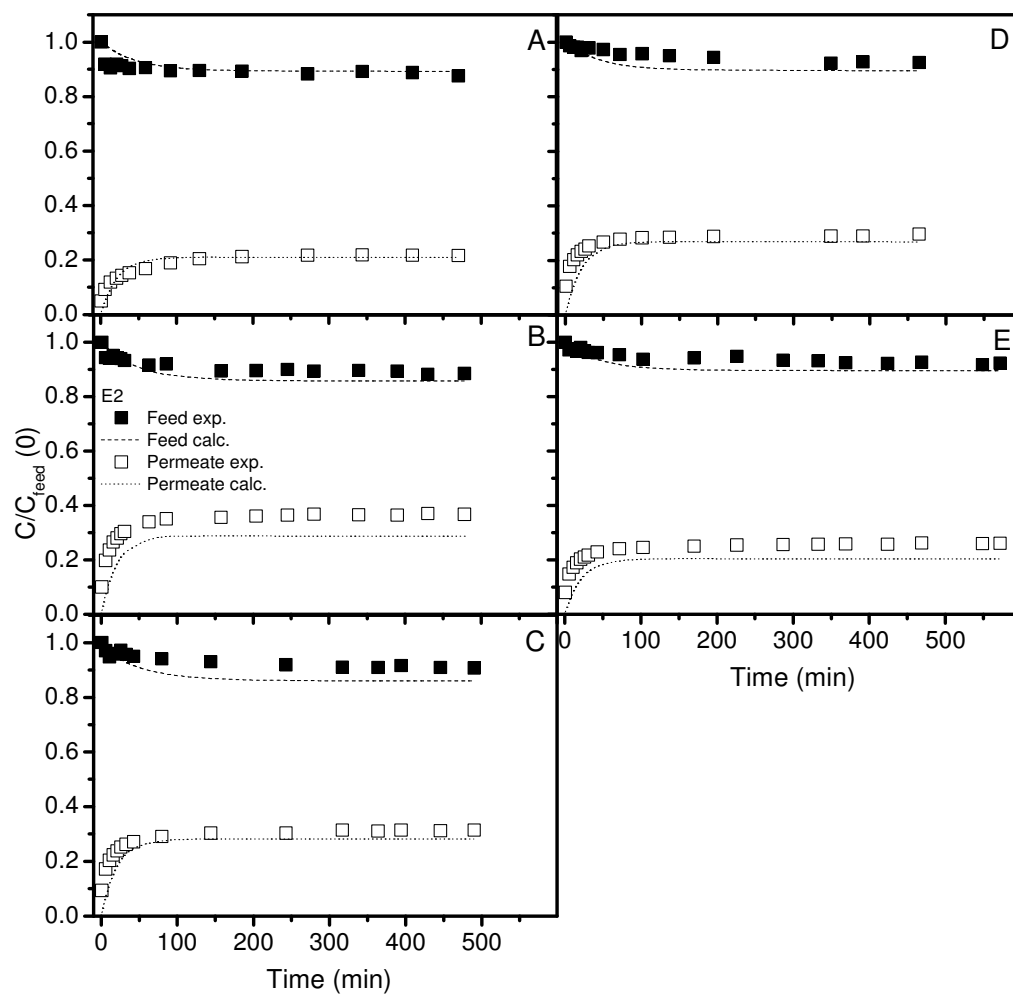 A
1.0
0.8
0.6
0.4
0.2
0.0
D
B
1.0
0.8
0.6
0.4
0.2
0.0
E2
Feed exp.
Feed calc.
Permeate exp.
Permeate calc.
C/C_feed (0)
E
0 100 200 300 400 500
Time (min)
C
1.0
0.8
0.6
0.4
0.2
0.0
0 100 200 300 400 500
Time (min)